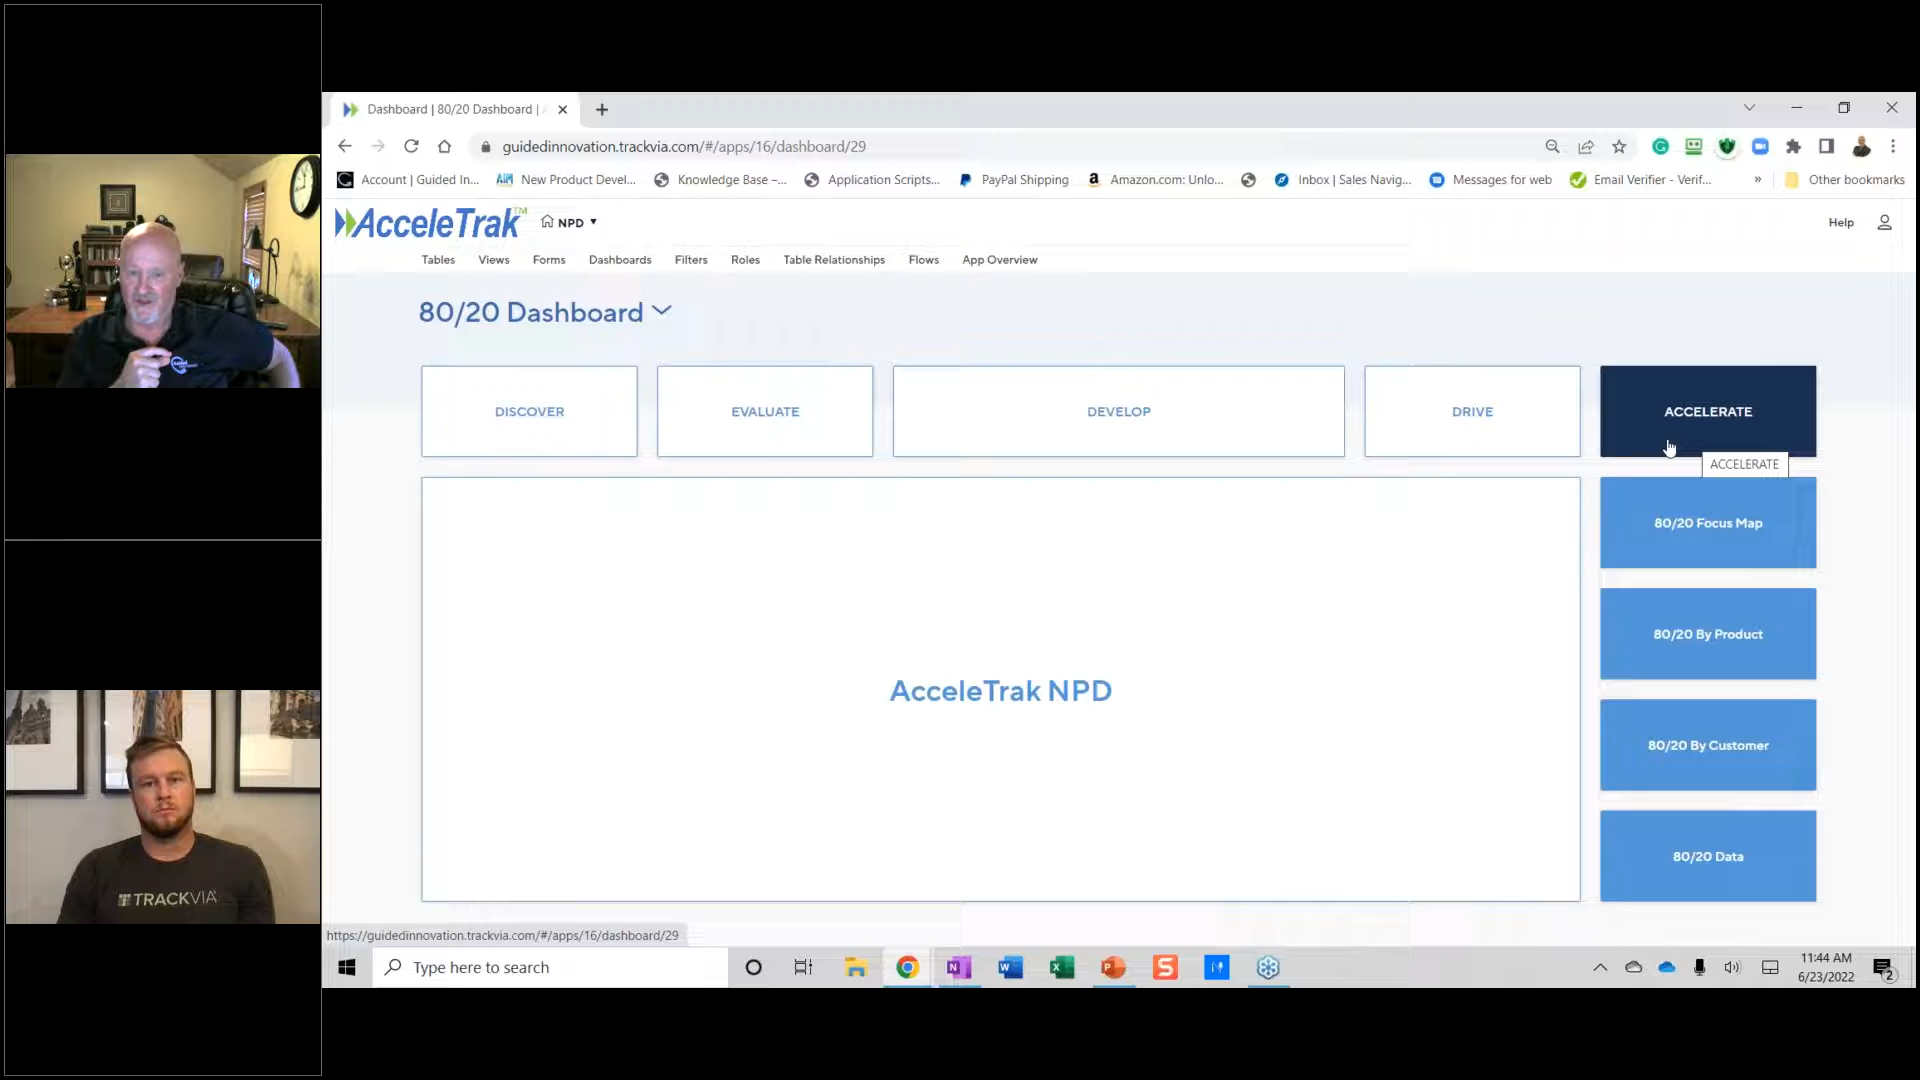 Dashboard | 80/20 Dashboard |
guidedinnovation.trackvia.com/#/apps/16/dashboard/29
Account | Guided In... New Product Devel... Knowledge Base –... Application Scripts... PayPal Shipping Amazon.com: Unlo... Inbox | Sales Navig... Messages for web Email Verifier - Verif... » Other bookmarks
AcceleTrak™ NPD Help
Tables Views Forms Dashboards Filters Roles Table Relationships Flows App Overview
80/20 Dashboard
DISCOVER EVALUATE DEVELOP DRIVE ACCELERATE
ACCELERATE
80/20 Focus Map
80/20 By Product
AcceleTrak NPD
80/20 By Customer
80/20 Data
TRACKVIA
https://guidedinnovation.trackvia.com/#/apps/16/dashboard/29
Type here to search
11:44 AM
6/23/2022
2